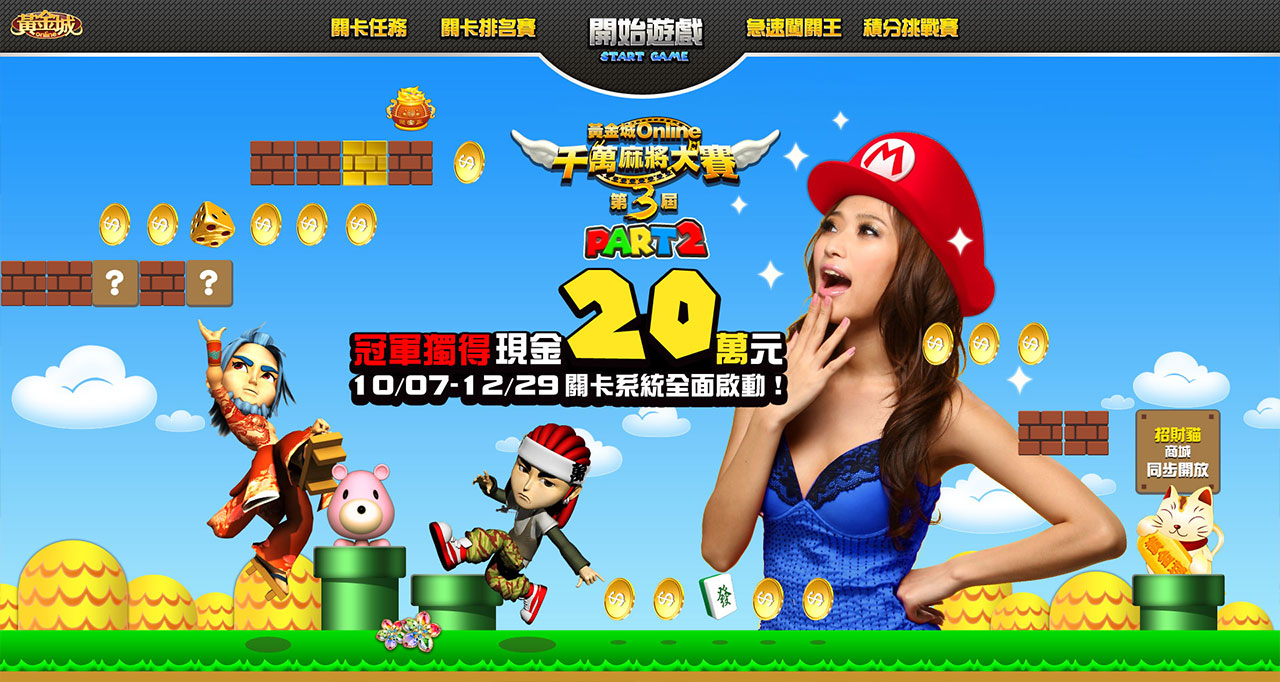 黃金城
Online
關卡任務
關卡排名賽
開始遊戲
START GAME
急速闖關王
積分挑戰賽
黃金城Online
千萬麻將大賽
第3屆
PART2
冠軍獨得現金20萬元
10/07-12/29 關卡系統全面啟動！
M
? ?
招財貓
商城
同步開放
發